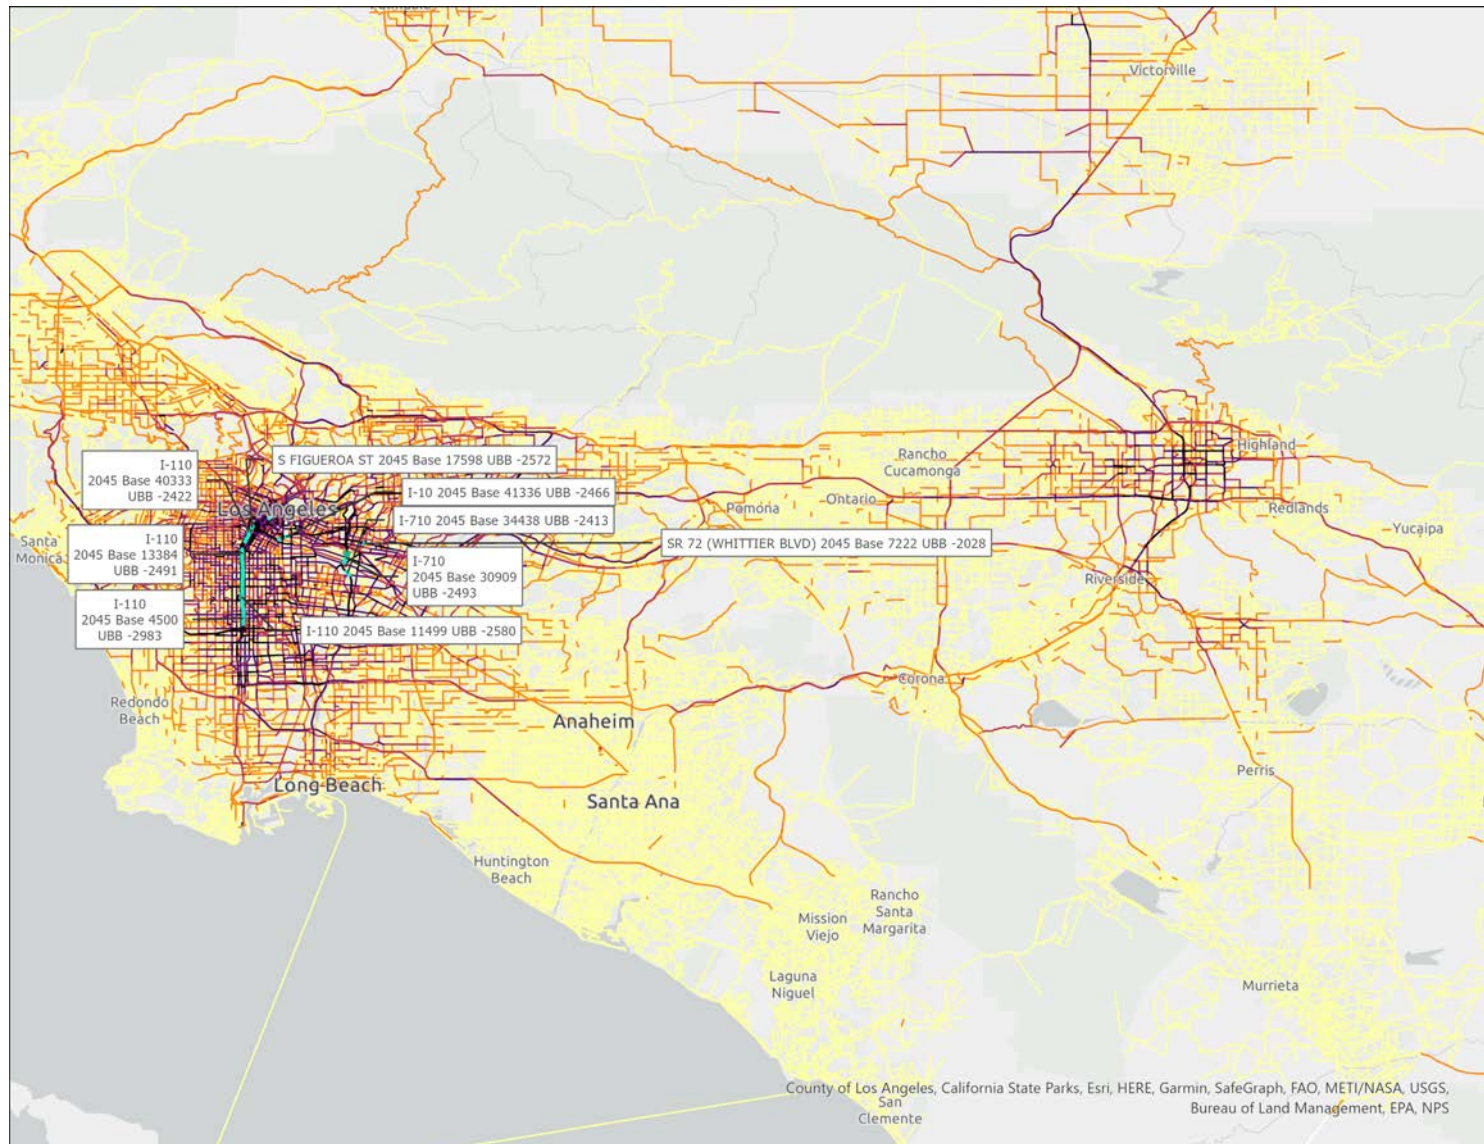 Victorville
S FIGUEROA ST 2045 Base 17598 UBB -2572
I-110
2045 Base 40333
UBB -2422
Highland
Rancho
Cucamonga
I-10 2045 Base 41336 UBB -2466
Ontario
Pomona
Redlands
Los Angeles
I-710 2045 Base 34438 UBB -2413
Yucaipa
Santa
Monica
I-110
2045 Base 13384
UBB -2491
SR 72 (WHITTIER BLVD) 2045 Base 7222 UBB -2028
I-710
2045 Base 30909
UBB -2493
Riverside
I-110
2045 Base 4500
UBB -2983
I-110 2045 Base 11499 UBB -2580
Corona
Redondo
Beach
Anaheim
Perris
Long Beach
Santa Ana
Huntington
Beach
Rancho
Santa
Margarita
Mission
Viejo
Laguna
Niguel
Murrieta
County of Los Angeles, California State Parks, Esri, HERE, Garmin, SafeGraph, FAO, METI/NASA, USGS,
Bureau of Land Management, EPA, NPS
San
Clemente